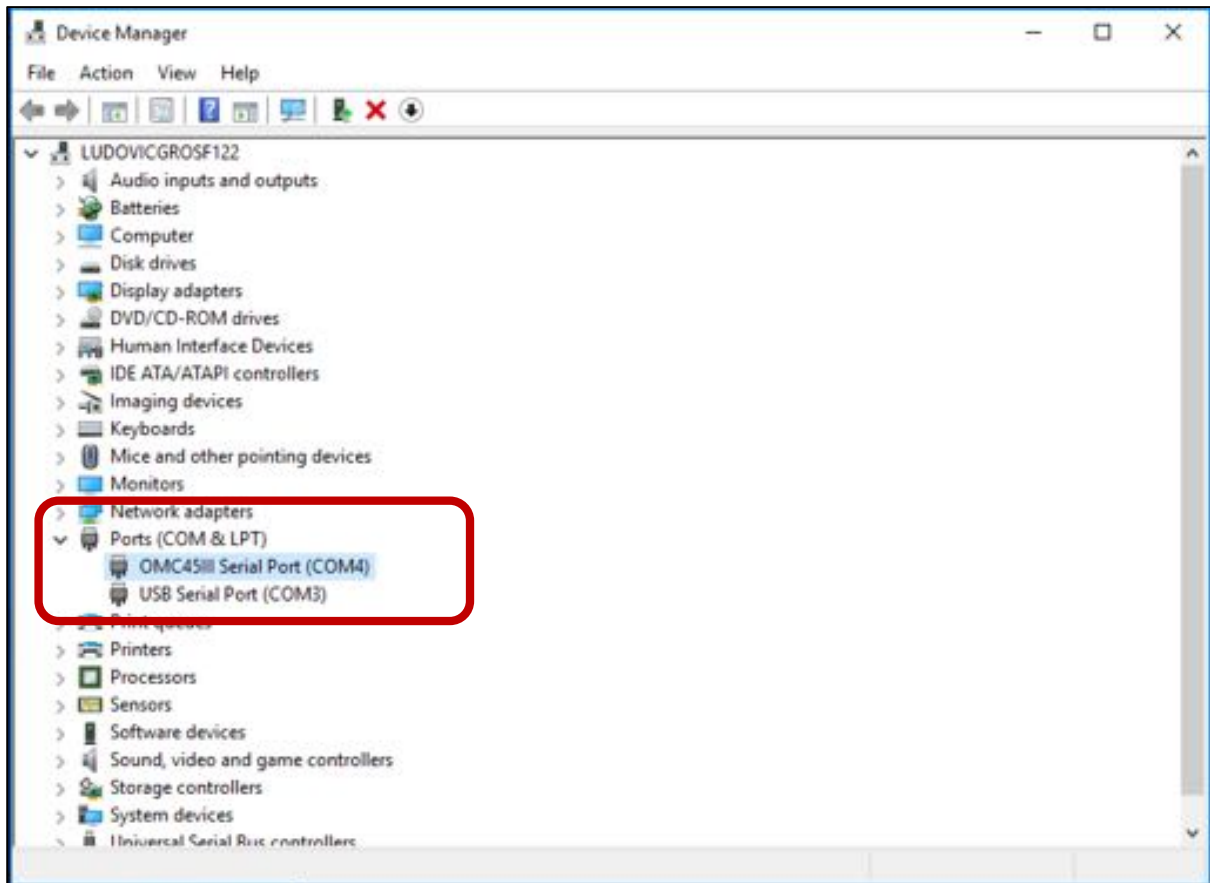 Device Manager
File Action View Help
LUDOVICGROSF122
Audio inputs and outputs
Batteries
Computer
Disk drives
Display adapters
DVD/CD-ROM drives
Human Interface Devices
IDE ATA/ATAPI controllers
Imaging devices
Keyboards
Mice and other pointing devices
Monitors
Network adapters
Ports (COM & LPT)
OMC45III Serial Port (COM4)
USB Serial Port (COM3)
Print queues
Printers
Processors
Sensors
Software devices
Sound, video and game controllers
Storage controllers
System devices
Universal Serial Bus controllers